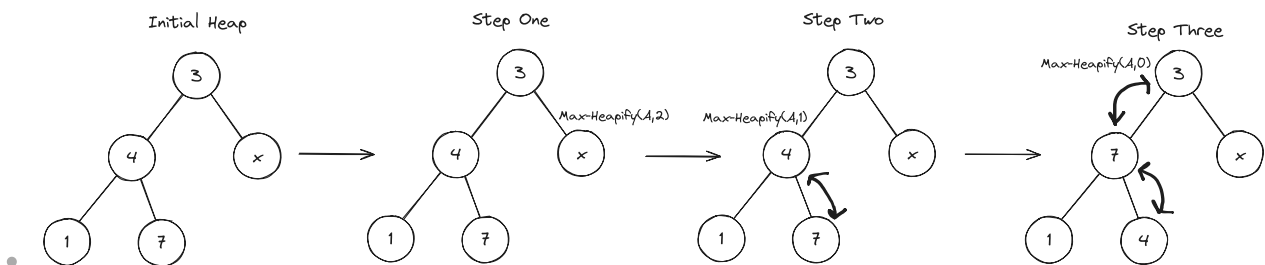 Initial Heap
3
4
x
1
7
Step One
3
Max-Heapify(A,2)
4
x
1
7
Step Two
3
Max-Heapify(A,1)
4
x
1
7
Step Three
Max-Heapify(A,0)
3
7
x
1
4